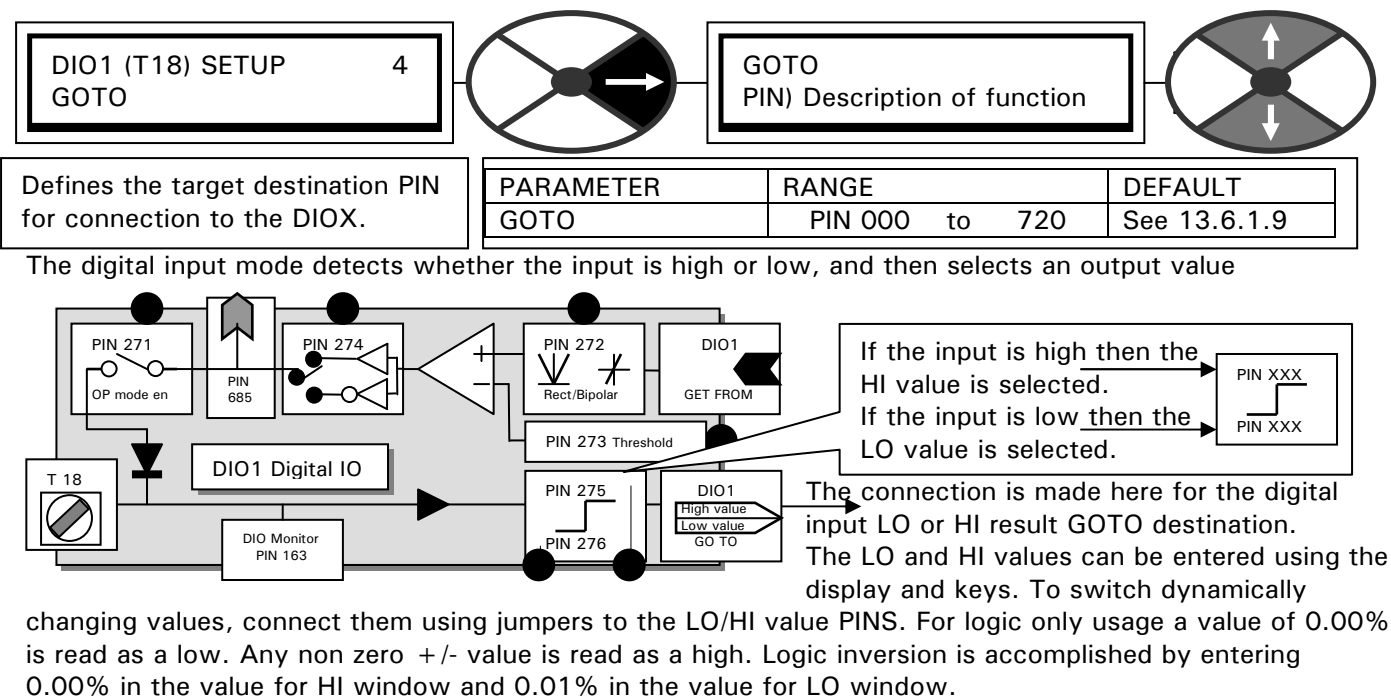 DIO1 (T18) SETUP 4
GOTO
GOTO
PIN) Description of function
Defines the target destination PIN
for connection to the DIOX.
PARAMETER RANGE DEFAULT
GOTO PIN 000 to 720 See 13.6.1.9
The digital input mode detects whether the input is high or low, and then selects an output value
PIN 271
OP mode en
PIN
685
PIN 274
+
−
PIN 272
Rect/Bipolar
DIO1
GET FROM
PIN 273 Threshold
If the input is high then the
HI value is selected.
If the input is low then the
LO value is selected.
PIN XXX
PIN XXX
T 18
DIO1 Digital IO
DIO Monitor
PIN 163
PIN 275
PIN 276
DIO1
High value
Low value
GO TO
The connection is made here for the digital
input LO or HI result GOTO destination.
The LO and HI values can be entered using the
display and keys. To switch dynamically
changing values, connect them using jumpers to the LO/HI value PINS. For logic only usage a value of 0.00%
is read as a low. Any non zero +/- value is read as a high. Logic inversion is accomplished by entering
0.00% in the value for HI window and 0.01% in the value for LO window.